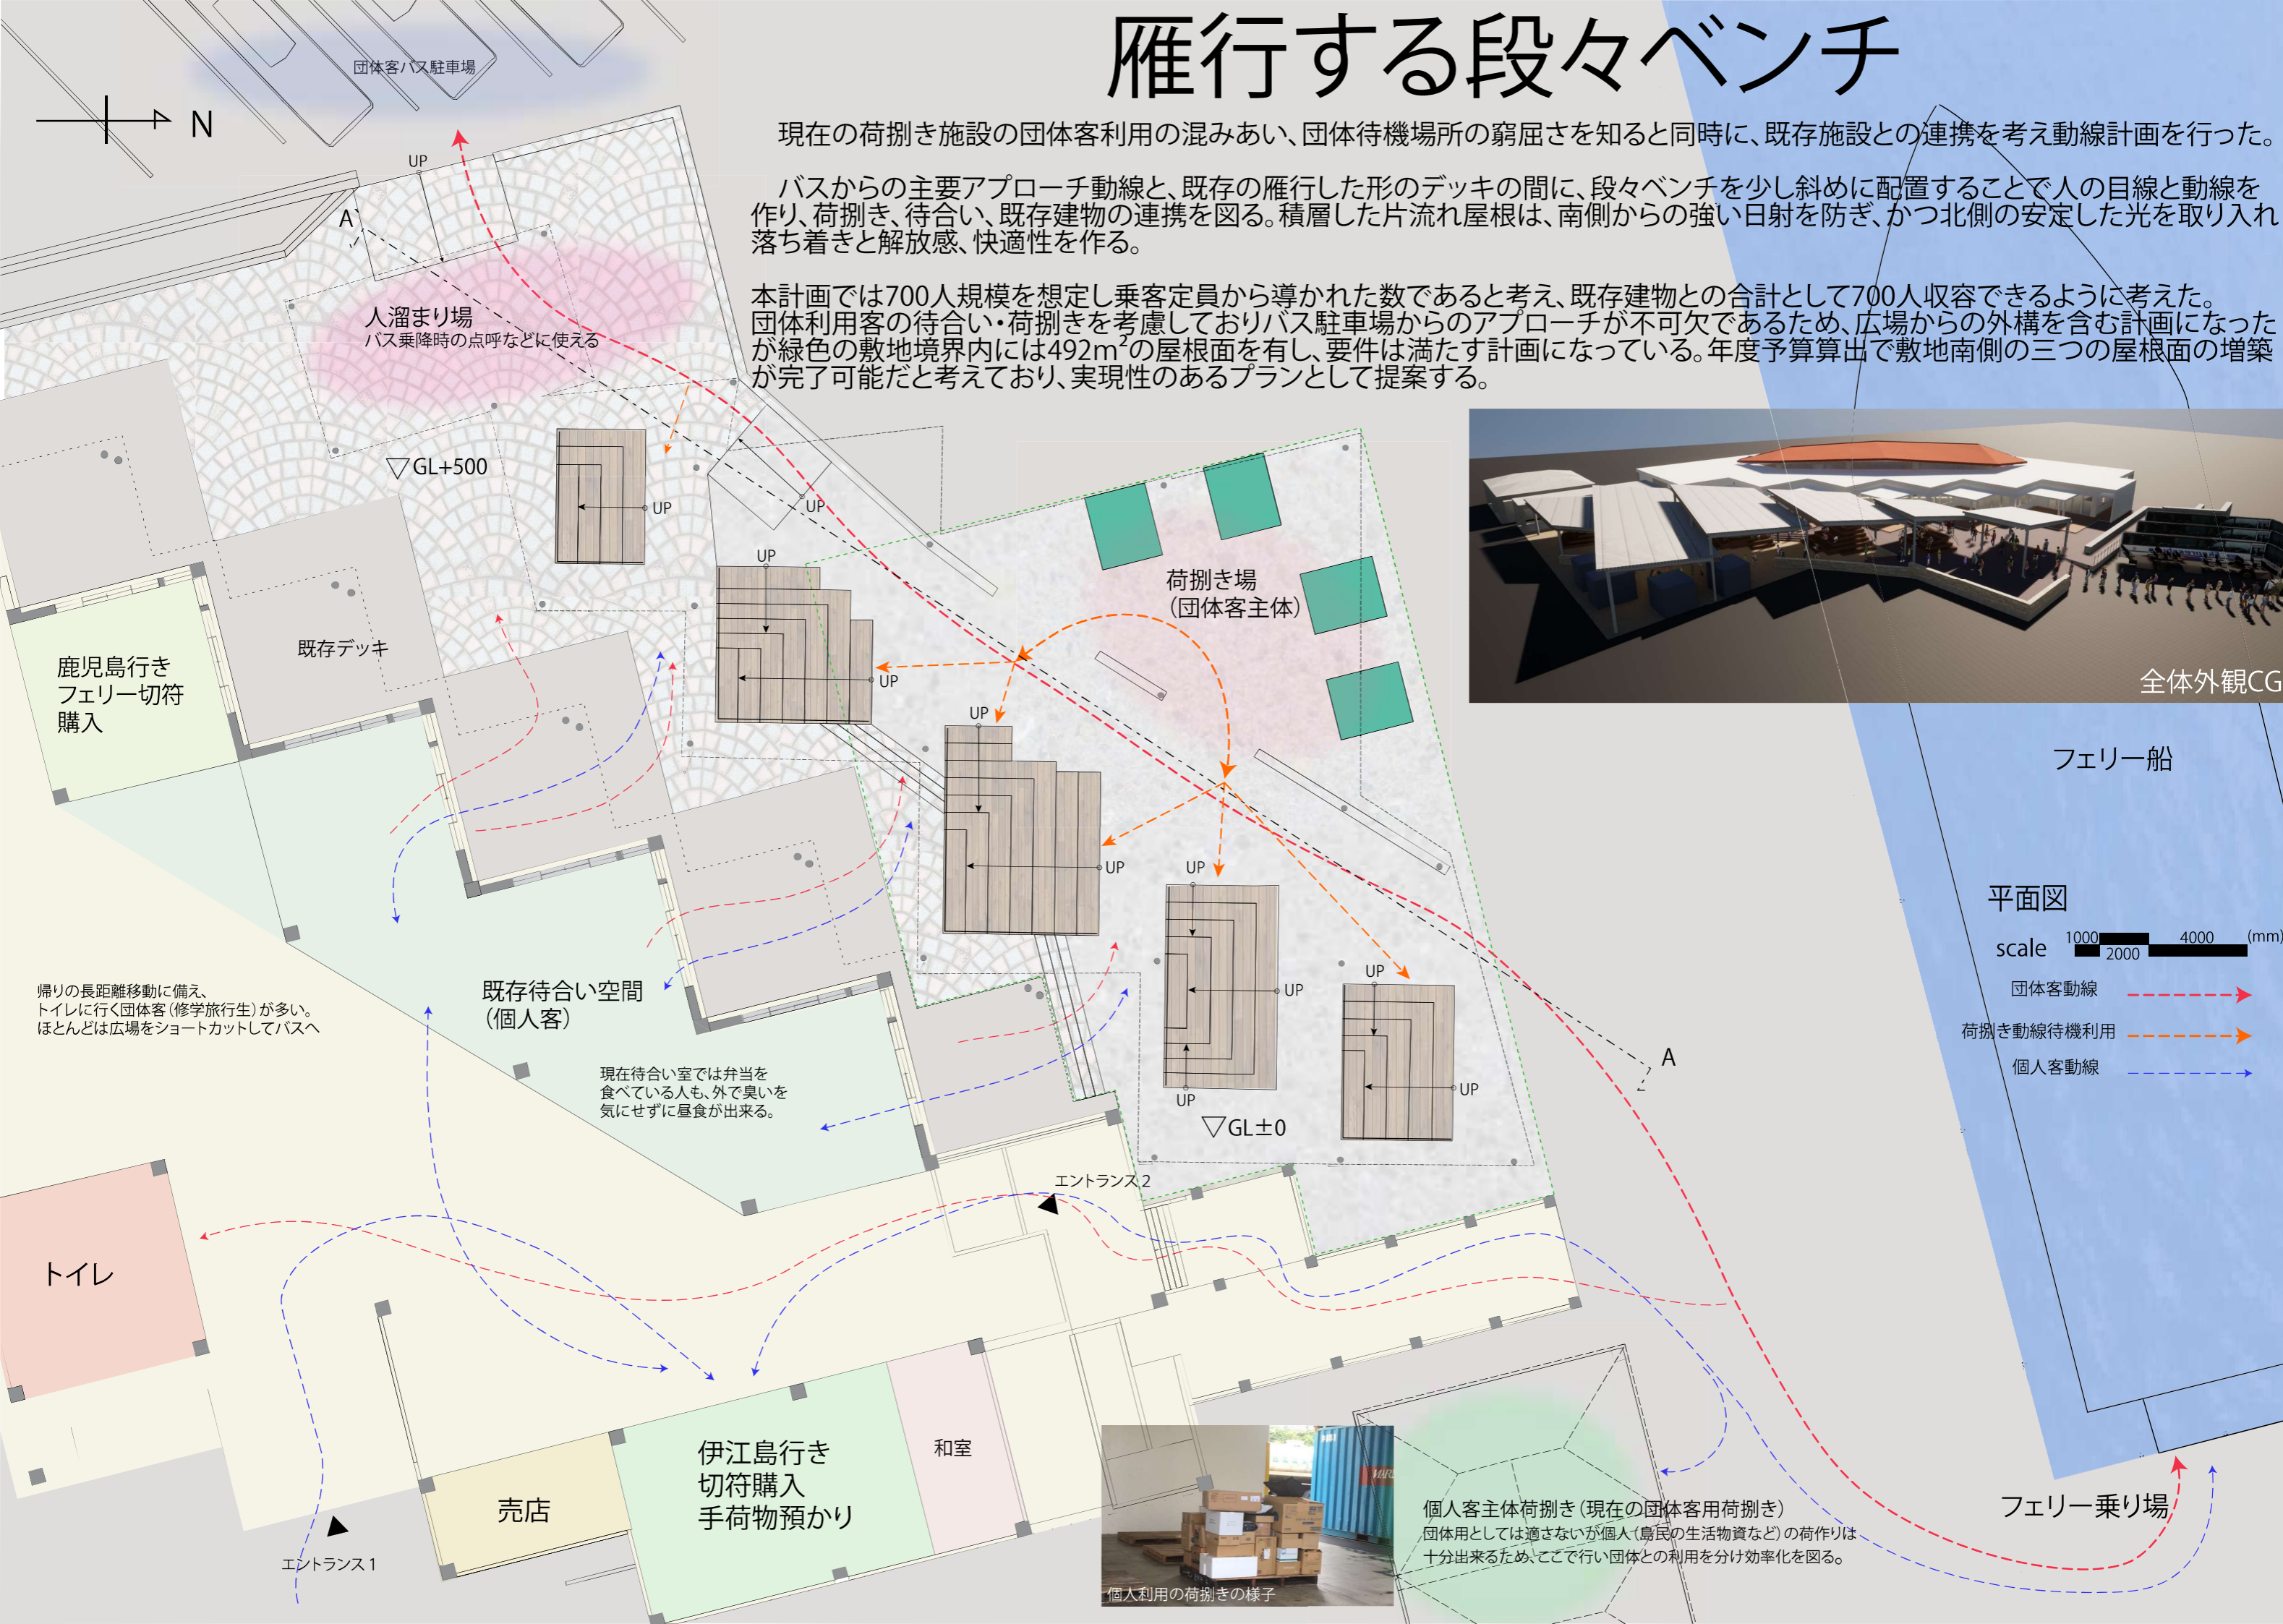 雁行する段々ベンチ
現在の荷捌き施設の団体客利用の混みあい、団体待機場所の窮屈さを知ると同時に、既存施設との連携を考え動線計画を行った。
バスからの主要アプローチ動線と、既存の雁行した形のデッキの間に、段々ベンチを少し斜めに配置することで人の目線と動線を
作り、荷捌き、待合い、既存建物の連携を図る。積層した片流れ屋根は、南側からの強い日射を防ぎ、かつ北側の安定した光を取り入れ
落ち着きと解放感、快適性を作る。
本計画では700人規模を想定し乗客定員から導かれた数であると考え、既存建物との合計として700人収容できるように考えた。
団体利用客の待合い・荷捌きを考慮しておりバス駐車場からのアプローチが不可欠であるため、広場からの外構を含む計画になった
が緑色の敷地境界内には492m²の屋根面を有し、要件は満たす計画になっている。年度予算算出で敷地南側の三つの屋根面の増築
が完了可能だと考えており、実現性のあるプランとして提案する。
団体客バス駐車場
N
UP
A'
人溜まり場
バス乗降時の点呼などに使える
▽GL+500
UP
UP
UP
UP
荷捌き場
（団体客主体）
全体外観CG
既存デッキ
鹿児島行き
フェリー切符
購入
UP
UP
UP
UP
UP
UP
UP
▽GL±0
A
フェリー船
平面図
scale
1000
2000
4000
(mm)
団体客動線
荷捌き動線待機利用
個人客動線
帰りの長距離移動に備え、
トイレに行く団体客（修学旅行生）が多い。
ほとんどは広場をショートカットしてバスへ
既存待合い空間
（個人客）
現在待合い室では弁当を
食べている人も、外で臭いを
気にせずに昼食が出来る。
エントランス2
トイレ
エントランス1
売店
伊江島行き
切符購入
手荷物預かり
和室
個人利用の荷捌きの様子
個人客主体荷捌き（現在の団体客用荷捌き）
団体用としては適さないが個人（島民の生活物資など）の荷作りは
十分出来るため、ここで行い団体との利用を分け効率化を図る。
フェリー乗り場